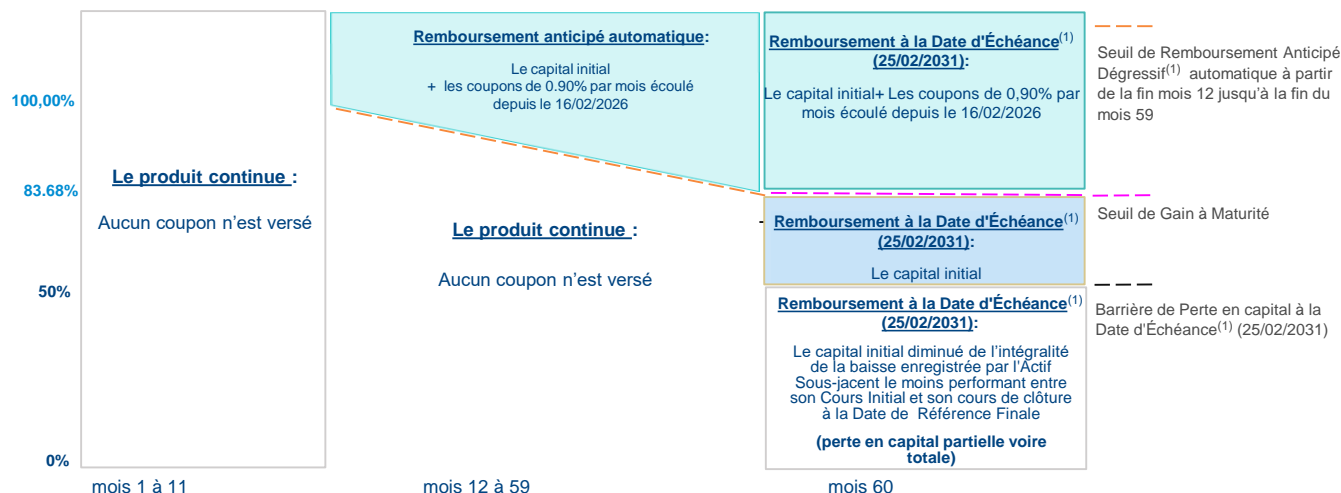 100,00%
83.68%
50%
0%
Le produit continue :
Aucun coupon n’est versé
mois 1 à 11
Remboursement anticipé automatique:
Le capital initial
+ les coupons de 0.90% par mois écoulé
depuis le 16/02/2026
Le produit continue :
Aucun coupon n’est versé
mois 12 à 59
Remboursement à la Date d'Échéance(1)
(25/02/2031):
Le capital initial+ Les coupons de 0,90% par
mois écoulé depuis le 16/02/2026
Remboursement à la Date d'Échéance(1)
(25/02/2031):
Le capital initial
Remboursement à la Date d'Échéance(1)
(25/02/2031):
Le capital initial diminué de l’intégralité
de la baisse enregistrée par l'Actif
Sous-jacent le moins performant entre
son Cours Initial et son cours de clôture
à la Date de Référence Finale
(perte en capital partielle voire
totale)
mois 60
Seuil de Remboursement Anticipé
Dégressif(1) automatique à partir
de la fin mois 12 jusqu’à la fin du
mois 59
Seuil de Gain à Maturité
Barrière de Perte en capital à la
Date d'Échéance(1) (25/02/2031)